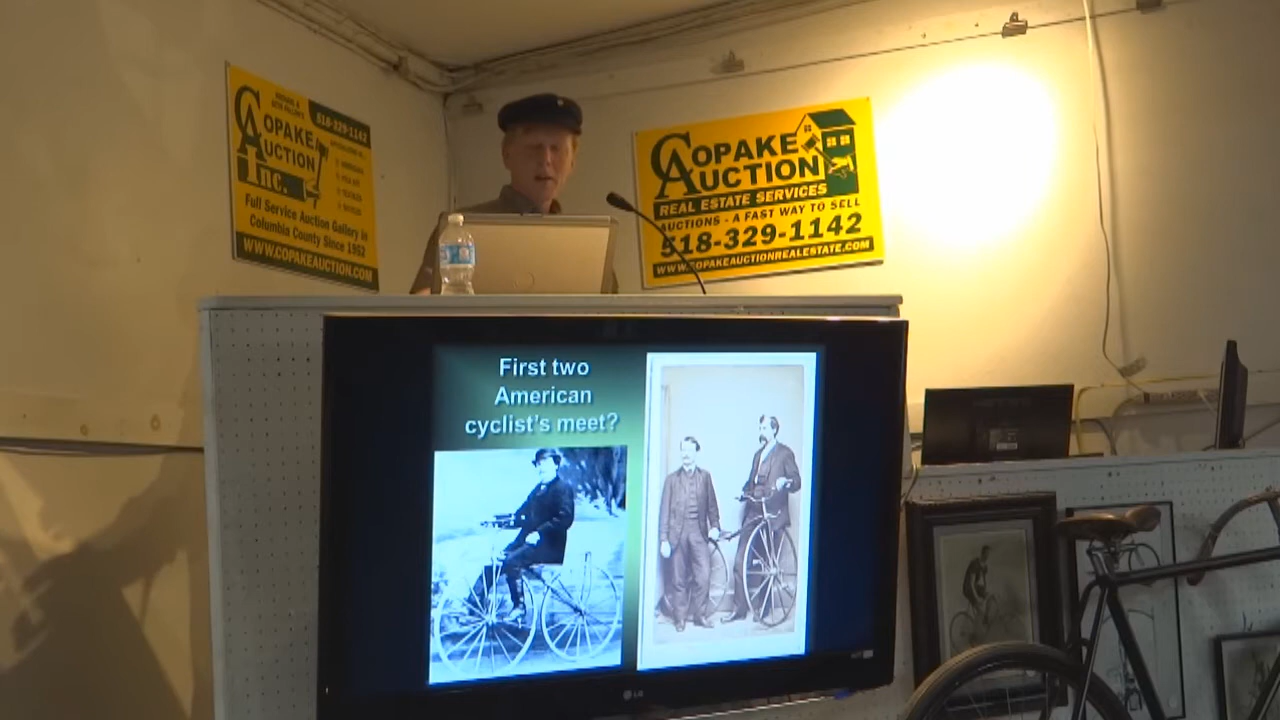 COPAKE
AUCTION
Inc.
518-329-1142
Full Service Auction Gallery in
Columbia County Since 1952
WWW.COPAKEAUCTION.COM
COPAKE
AUCTION
REAL ESTATE SERVICES
AUCTIONS - A FAST WAY TO SELL
518-329-1142
WWW.COPAKEAUCTIONREALESTATE.COM
First two
American
cyclist's meet?
LG